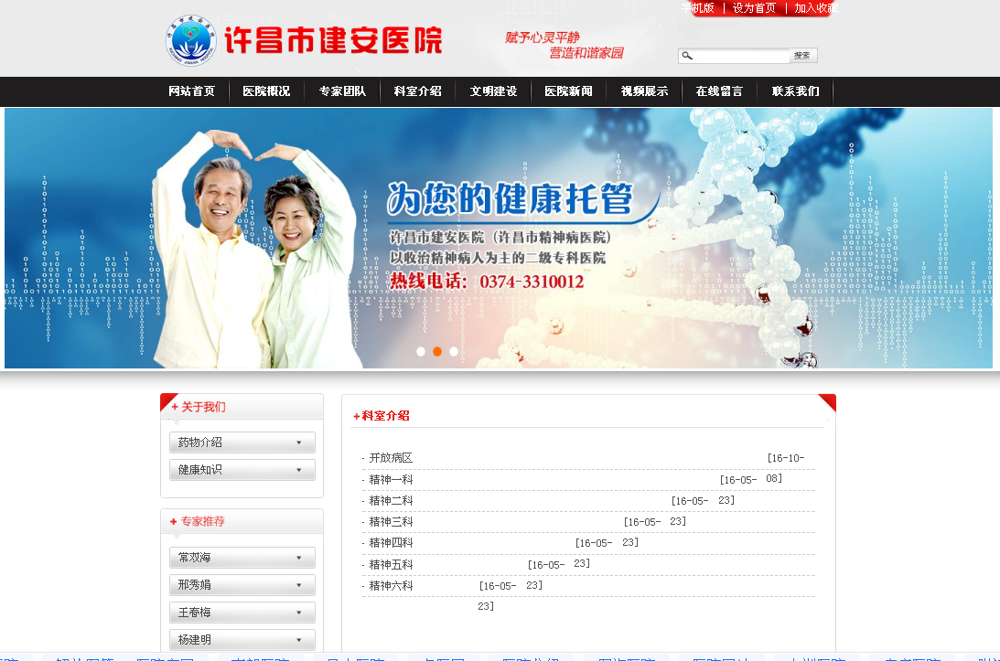 手机版 | 设为首页 | 加入收藏
许昌市建安医院
赋予心灵平静
营造和谐家园
搜索
网站首页 医院概况 专家团队 科室介绍 文明建设 医院新闻 视频展示 在线留言 联系我们
为您的健康托管
许昌市建安医院（许昌市精神病医院）
以收治精神病人为主的二级专科医院
热线电话：0374-3310012
+ 关于我们
药物介绍
健康知识
+ 专家推荐
常双海
邢秀娟
王春梅
杨建明
+科室介绍
· 开放病区 [16-10-08]
· 精神一科 [16-05-23]
· 精神二科 [16-05-23]
· 精神三科 [16-05-23]
· 精神四科 [16-05-23]
· 精神五科 [16-05-23]
· 精神六科 [16-05-23]